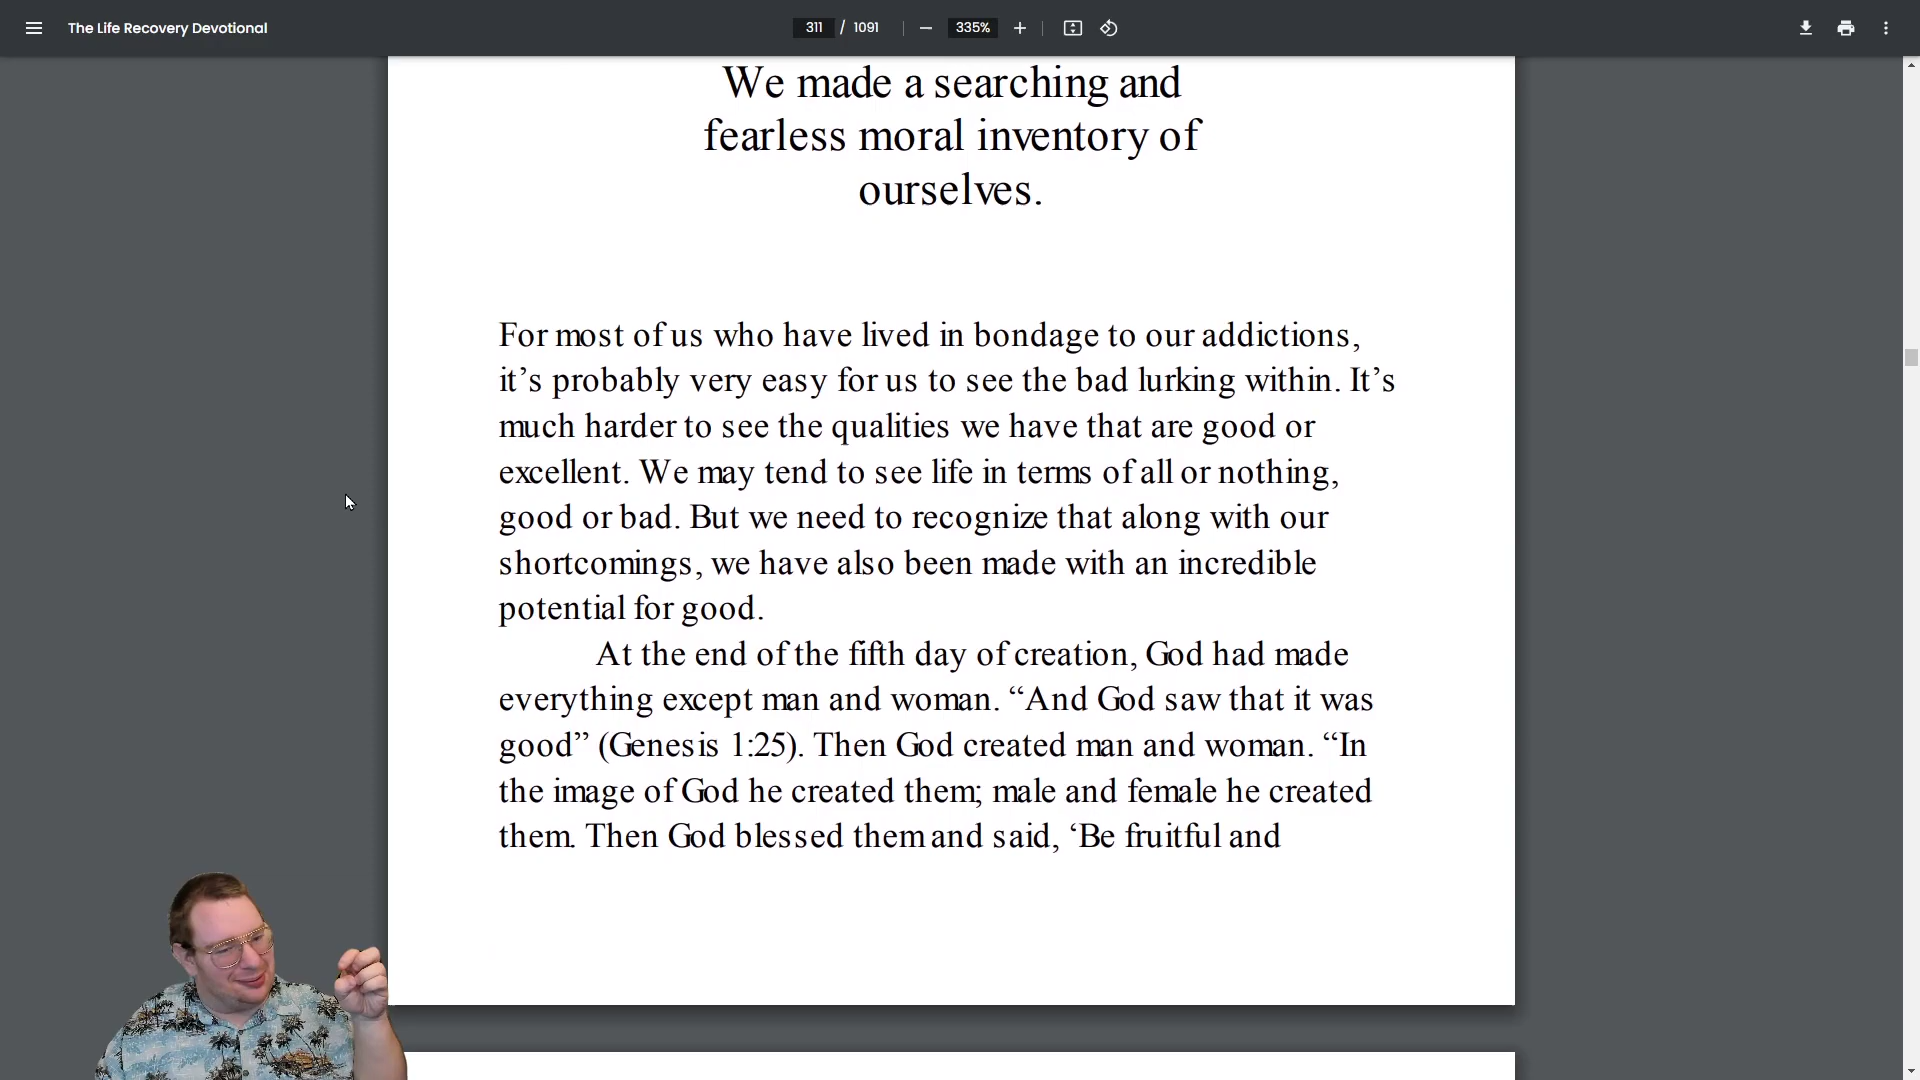 The Life Recovery Devotional
311 / 1091
335%
We made a searching and
fearless moral inventory of
ourselves.
For most of us who have lived in bondage to our addictions,
it’s probably very easy for us to see the bad lurking within. It’s
much harder to see the qualities we have that are good or
excellent. We may tend to see life in terms of all or nothing,
good or bad. But we need to recognize that along with our
shortcomings, we have also been made with an incredible
potential for good.
At the end of the fifth day of creation, God had made
everything except man and woman. “And God saw that it was
good” (Genesis 1:25). Then God created man and woman. “In
the image of God he created them; male and female he created
them. Then God blessed them and said, ‘Be fruitful and